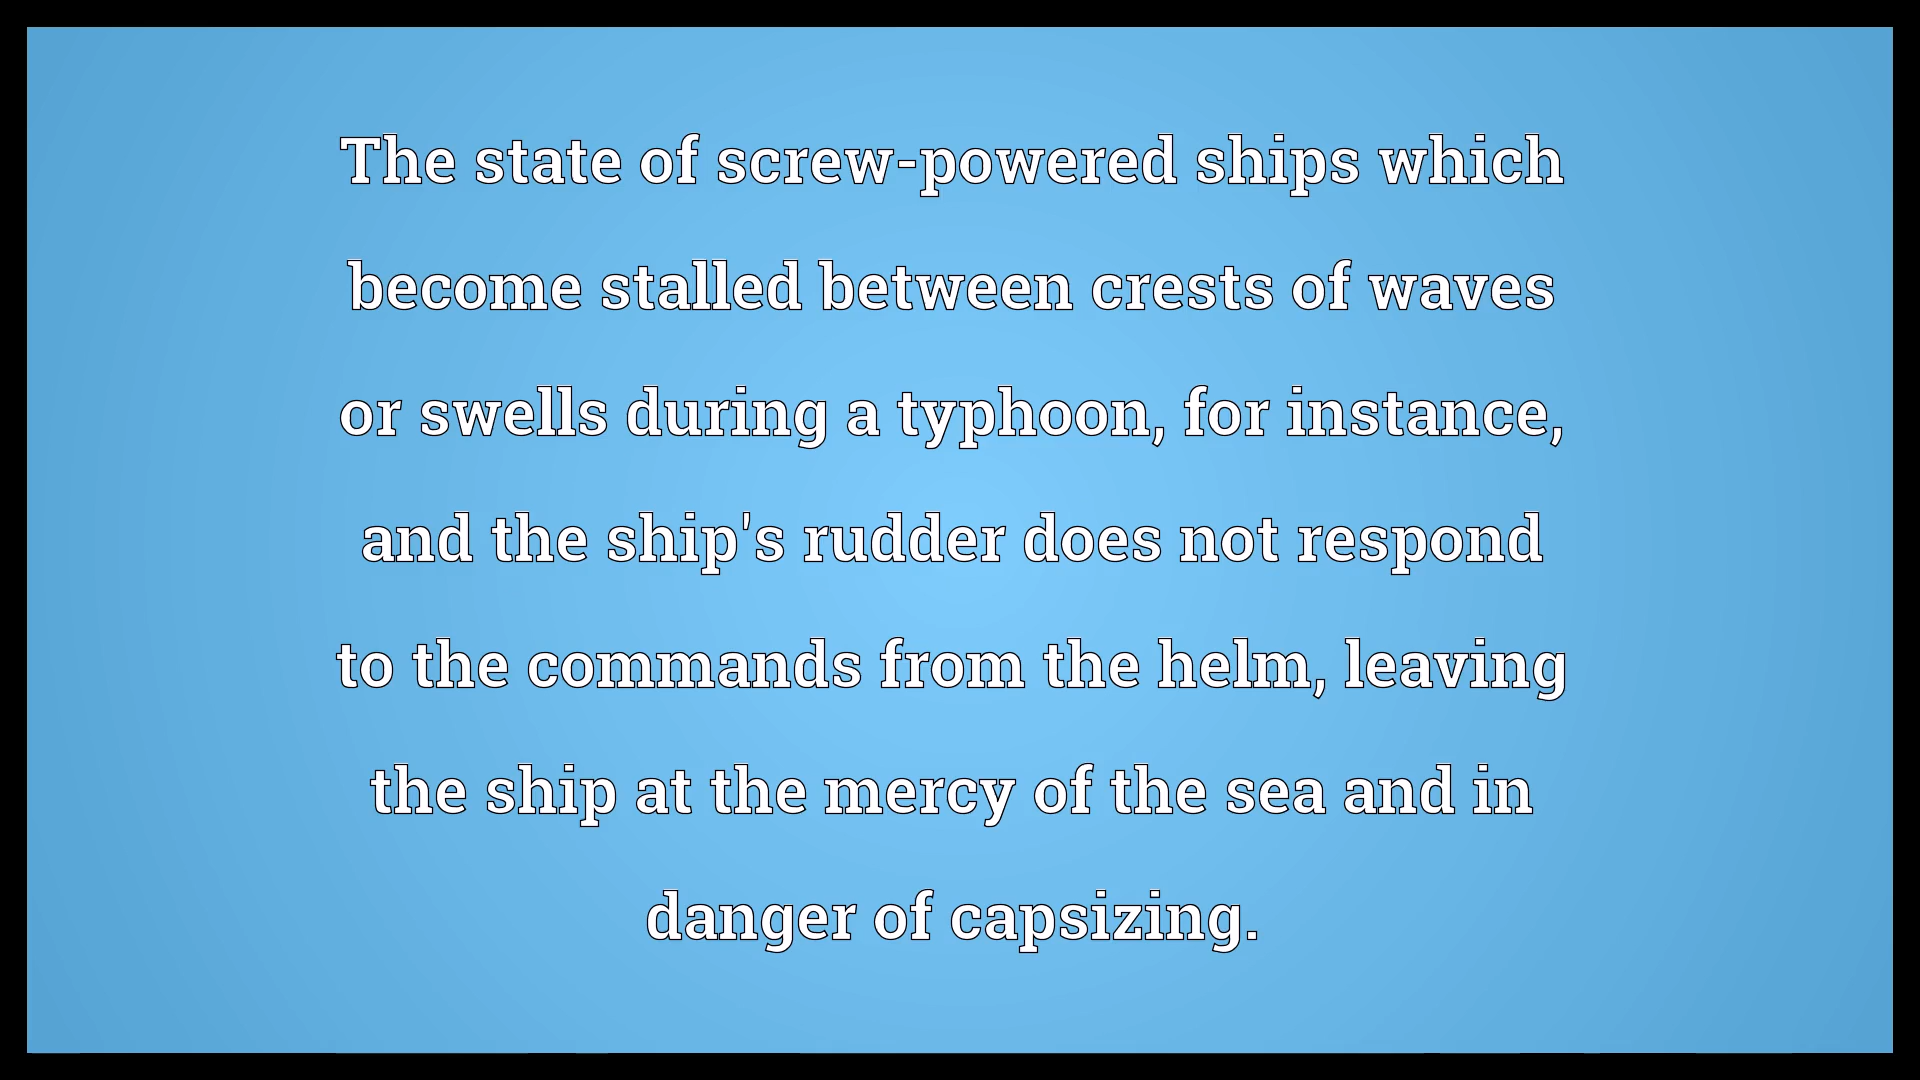 The state of screw-powered ships which
become stalled between crests of waves
or swells during a typhoon, for instance,
and the ship's rudder does not respond
to the commands from the helm, leaving
the ship at the mercy of the sea and in
danger of capsizing.